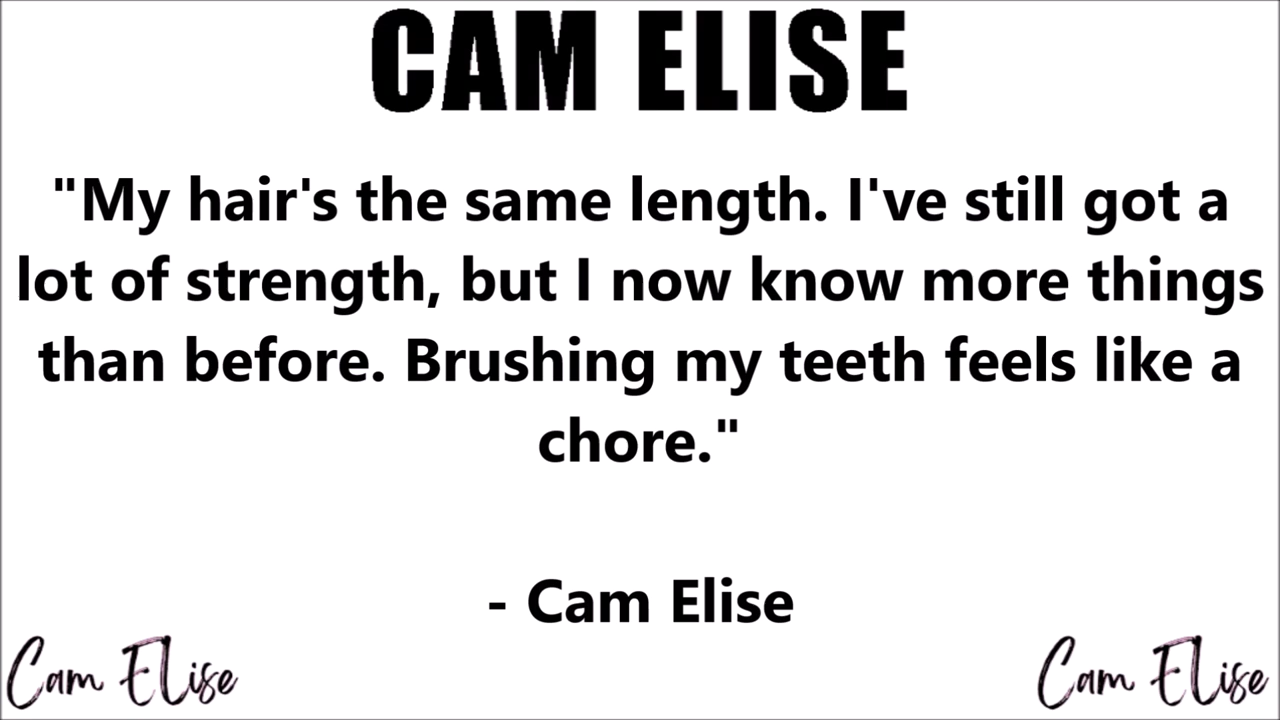 CAM ELISE
"My hair's the same length. I've still got a
lot of strength, but I now know more things
than before. Brushing my teeth feels like a
chore."
- Cam Elise
Cam Elise
Cam Elise